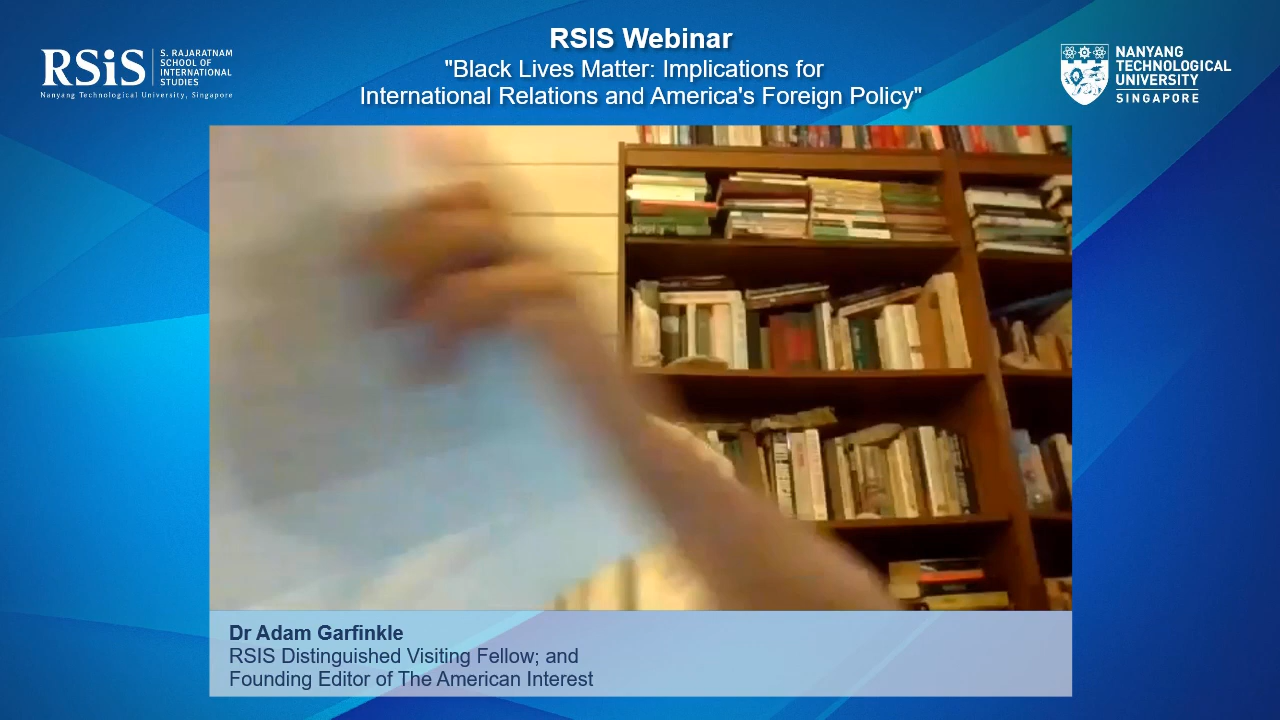 RSIS Webinar
"Black Lives Matter: Implications for
International Relations and America's Foreign Policy"
RSiS
S. RAJARATNAM
SCHOOL OF
INTERNATIONAL
STUDIES
Nanyang Technological University, Singapore
NANYANG
TECHNOLOGICAL
UNIVERSITY
SINGAPORE
Dr Adam Garfinkle
RSIS Distinguished Visiting Fellow; and
Founding Editor of The American Interest